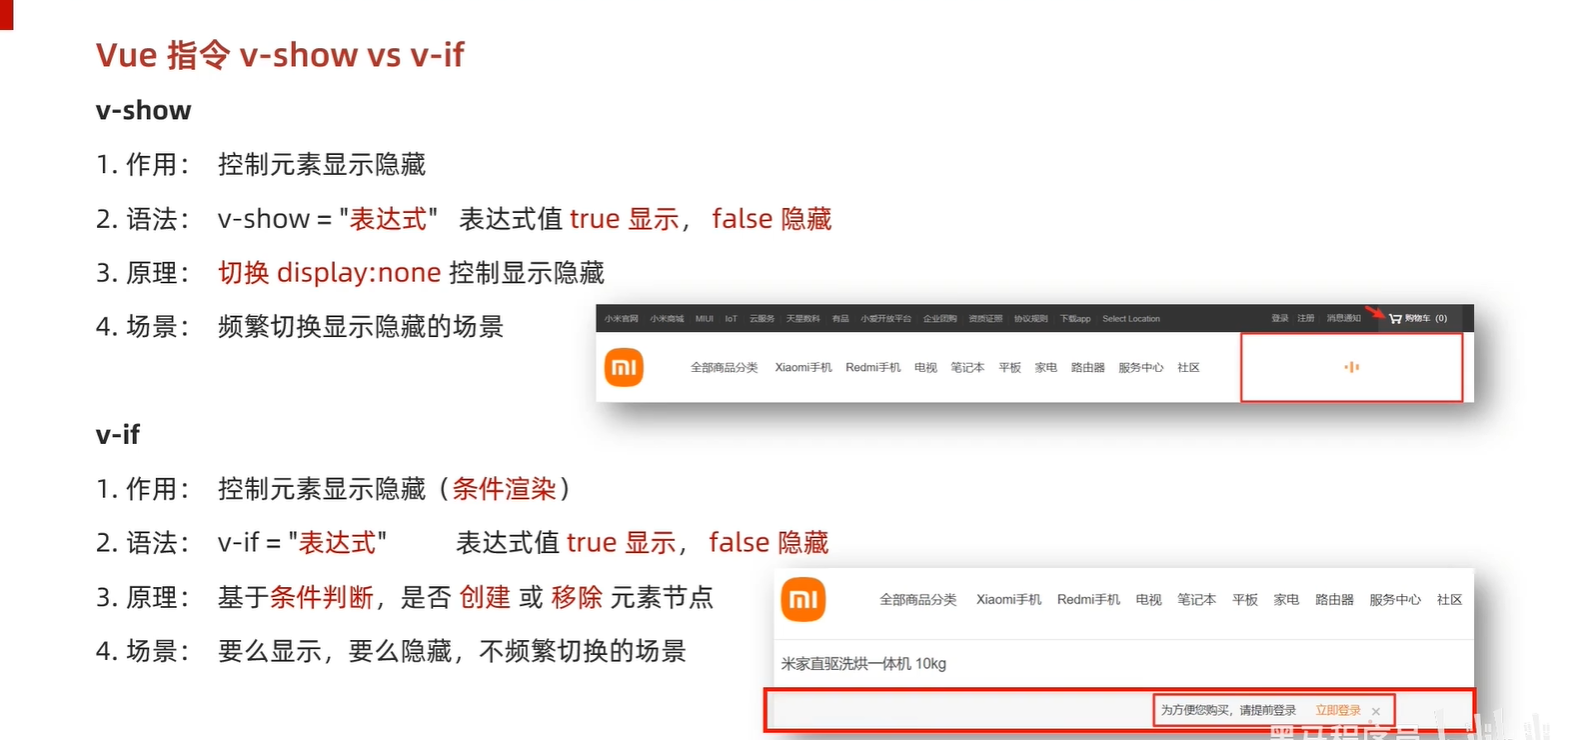 Vue 指令 v-show vs v-if
v-show
1. 作用： 控制元素显示隐藏
2. 语法： v-show = "表达式" 表达式值 true 显示， false 隐藏
3. 原理： 切换 display:none 控制显示隐藏
4. 场景： 频繁切换显示隐藏的场景
小米官网 小米商城 MIUI IoT 云服务 天星数科 有品 小爱开放平台 企业团购 资质证照 协议规则 下载app Select Location 登录 注册 消息通知 购物车 (0)
mi 全部商品分类 Xiaomi手机 Redmi手机 电视 笔记本 平板 家电 路由器 服务中心 社区
v-if
1. 作用： 控制元素显示隐藏（条件渲染）
2. 语法： v-if = "表达式" 表达式值 true 显示， false 隐藏
3. 原理： 基于条件判断，是否 创建 或 移除 元素节点
4. 场景： 要么显示，要么隐藏，不频繁切换的场景
mi 全部商品分类 Xiaomi手机 Redmi手机 电视 笔记本 平板 家电 路由器 服务中心 社区
米家直驱洗烘一体机 10kg
为方便您购买，请提前登录 立即登录 ×